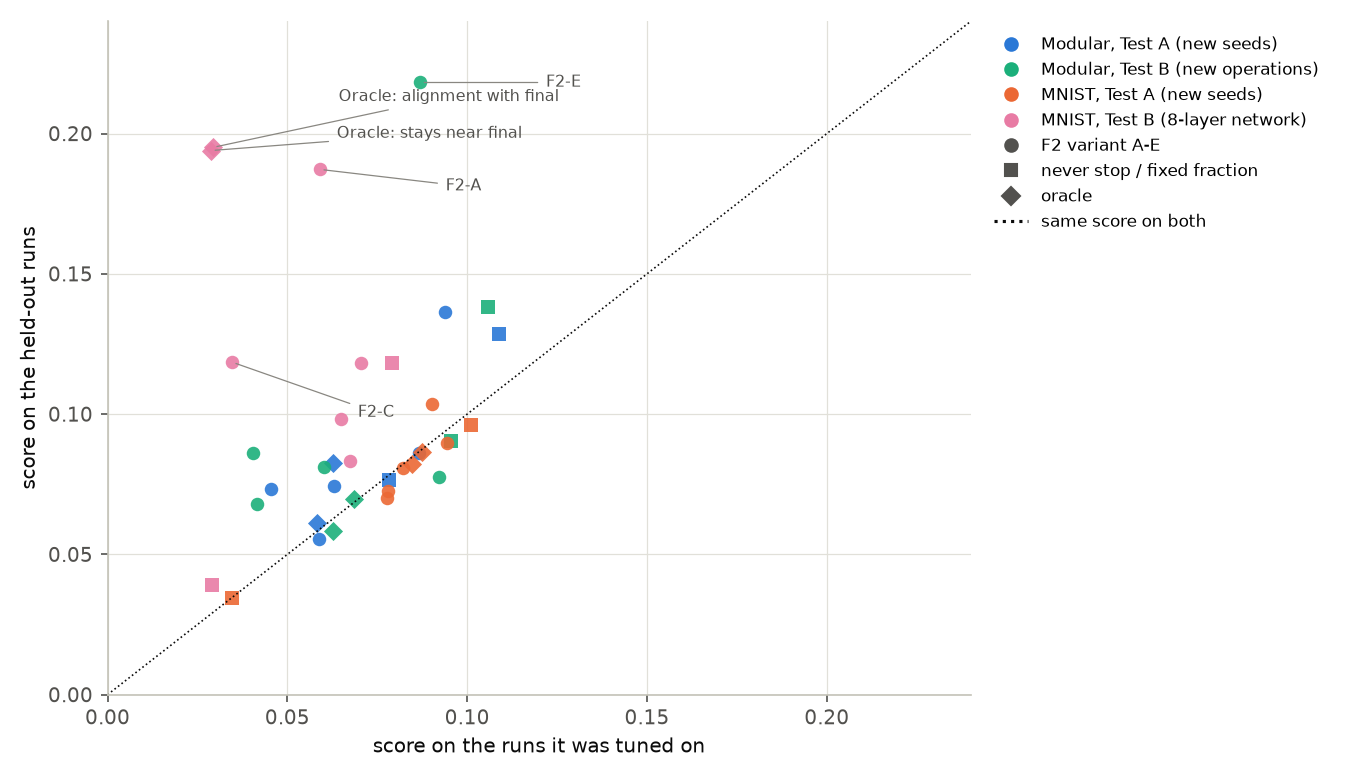 F2-E
Oracle: alignment with final
Oracle: stays near final
F2-A
F2-C
0.20
0.15
0.10
0.05
0.00
score on the held-out runs
0.00 0.05 0.10 0.15 0.20
score on the runs it was tuned on
Modular, Test A (new seeds)
Modular, Test B (new operations)
MNIST, Test A (new seeds)
MNIST, Test B (8-layer network)
F2 variant A-E
never stop / fixed fraction
oracle
same score on both